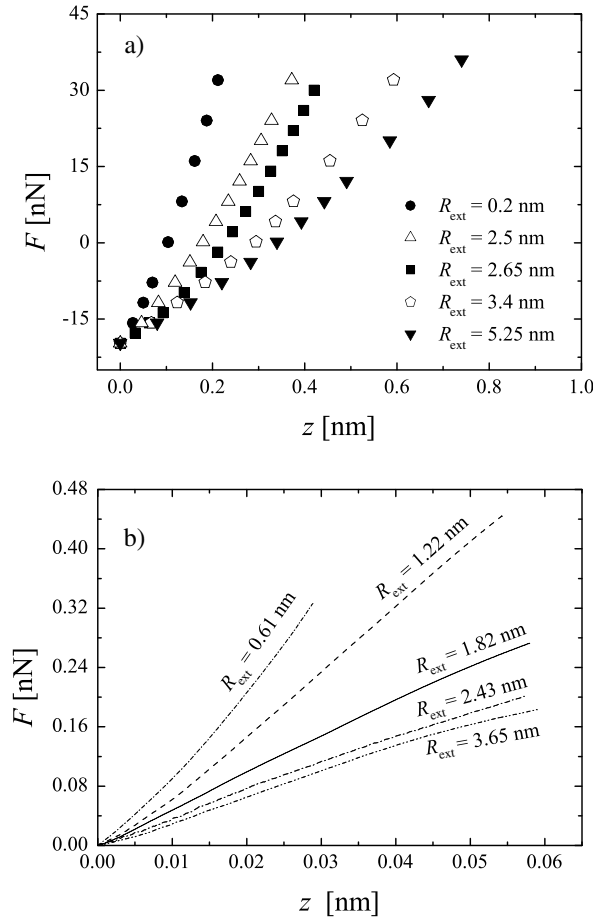 a)
45
30
15
0
-15
F [nN]
R_ext = 0.2 nm
R_ext = 2.5 nm
R_ext = 2.65 nm
R_ext = 3.4 nm
R_ext = 5.25 nm
0.0 0.2 0.4 0.6 0.8 1.0
z [nm]
b)
0.48
0.40
0.32
0.24
0.16
0.08
0.00
F [nN]
R_ext = 0.61 nm
R_ext = 1.22 nm
R_ext = 1.82 nm
R_ext = 2.43 nm
R_ext = 3.65 nm
0.00 0.01 0.02 0.03 0.04 0.05 0.06
z [nm]